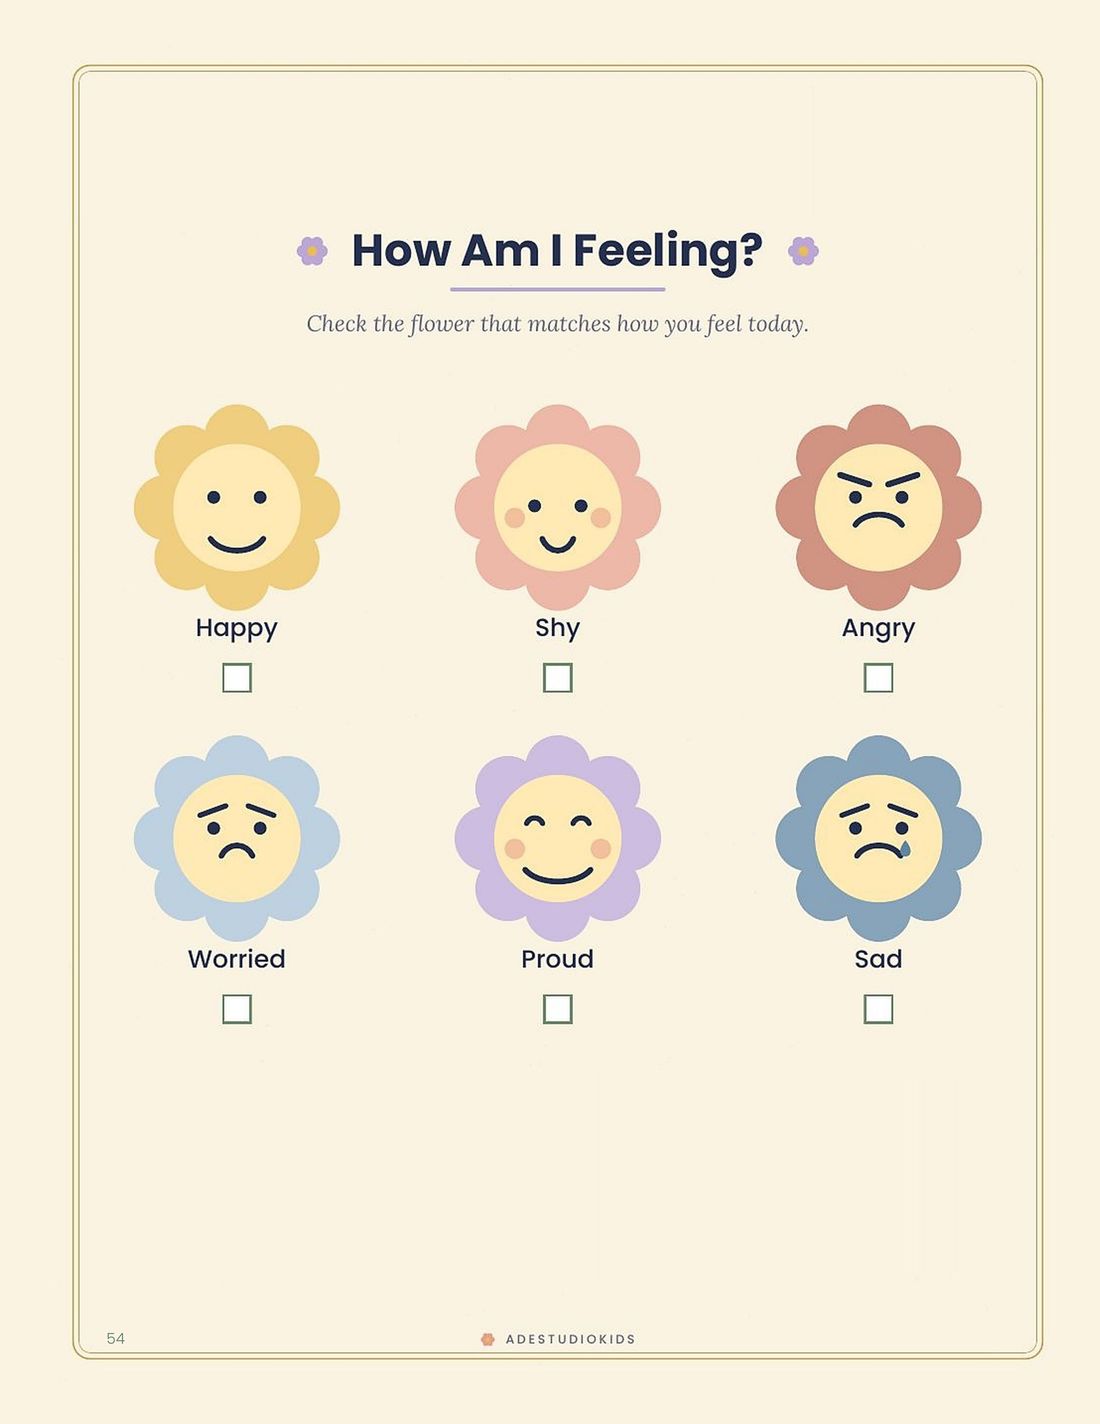 How Am I Feeling?
Check the flower that matches how you feel today.
Happy
Shy
Angry
Worried
Proud
Sad
54
ADESTUDIOKIDS